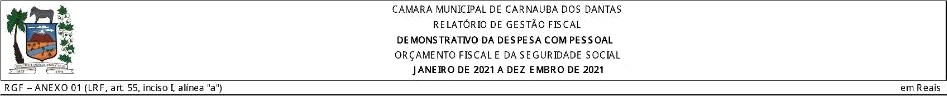 CAMARA MUNICIPAL DE CARNAUBA DOS DANTAS
RELATÓRIO DE GESTÃO FISCAL
DEMONSTRATIVO DA DESPESA COM PESSOAL
ORÇAMENTO FISCAL E DA SEGURIDADE SOCIAL
JANEIRO DE 2021 A DEZEMBRO DE 2021
RGF – ANEXO 01 (LRF, art. 55, inciso I, alínea "a") em Reais